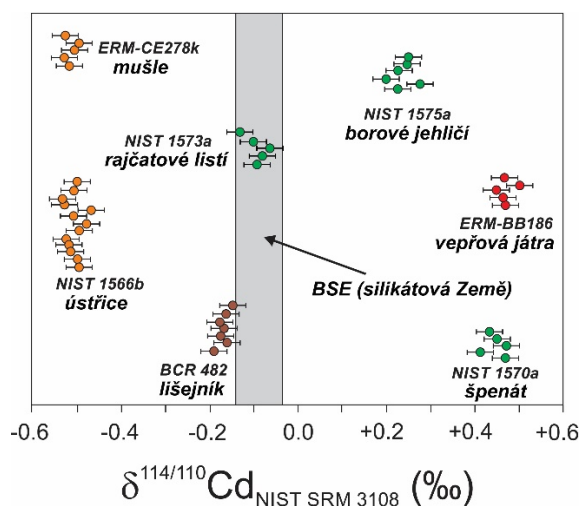 ERM-CE278k
mušle
NIST 1575a
borové jehličí
NIST 1573a
rajčatové listí
ERM-BB186
vepřová játra
NIST 1566b
ústřice
BSE (silikátová Země)
BCR 482
lišejník
NIST 1570a
špenát
-0.6 -0.4 -0.2 0.0 +0.2 +0.4 +0.6
δ114/110CdNIST SRM 3108 (‰)